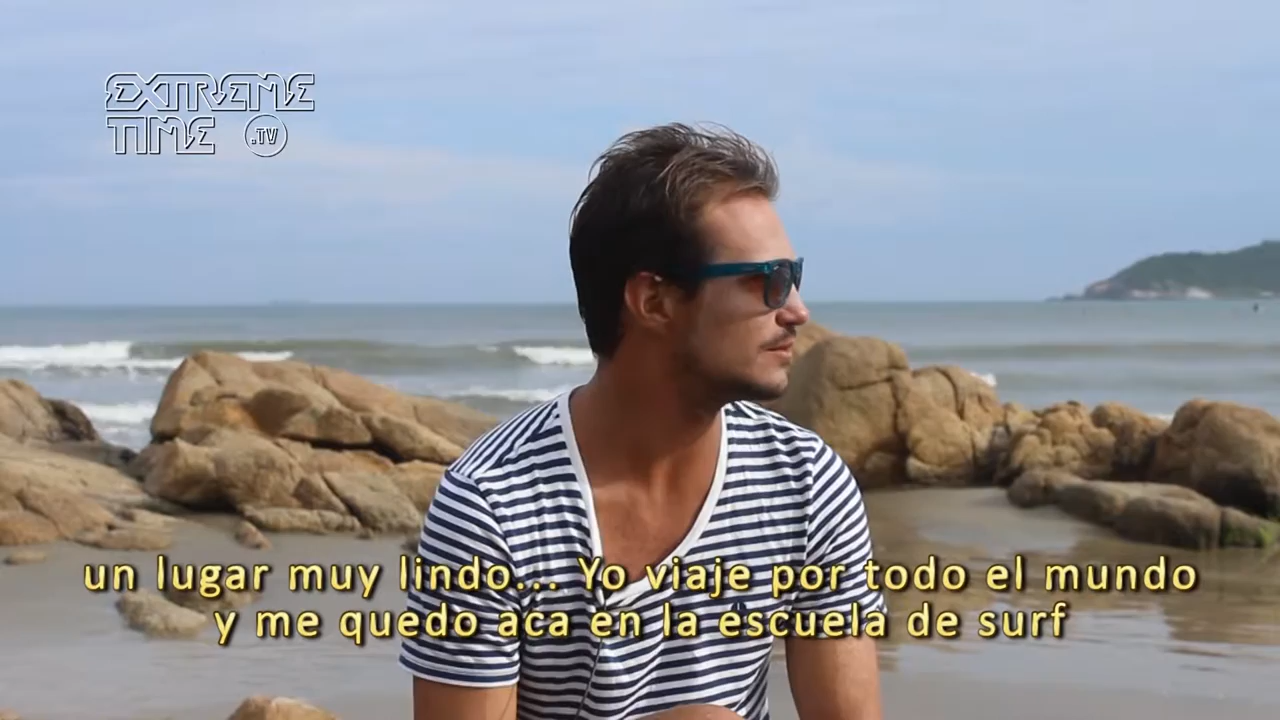 EXTREME
TIME .TV
un lugar muy lindo... Yo viaje por todo el mundo
y me quedo aca en la escuela de surf